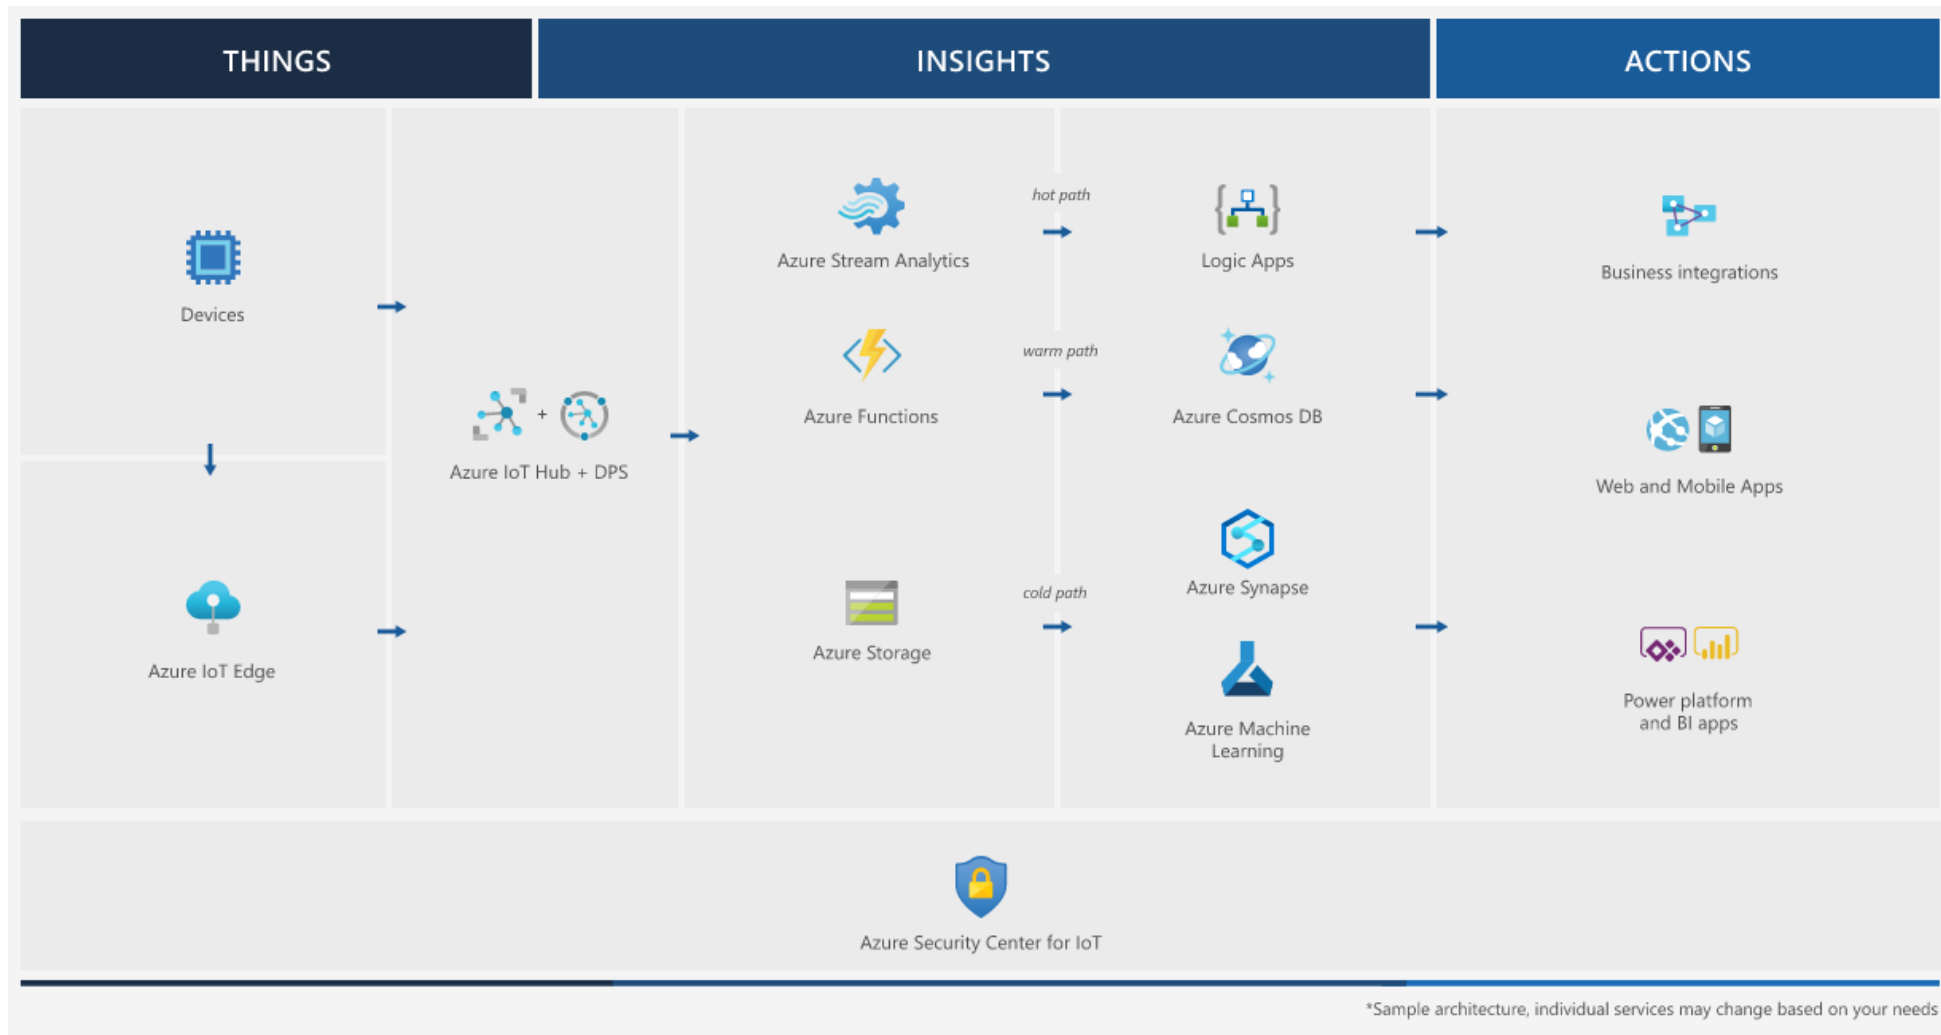 THINGS
INSIGHTS
ACTIONS
Devices
Azure IoT Edge
+
Azure IoT Hub + DPS
Azure Stream Analytics
Azure Functions
Azure Storage
hot path
warm path
cold path
Logic Apps
Azure Cosmos DB
Azure Synapse
Azure Machine
Learning
Business integrations
Web and Mobile Apps
Power platform
and BI apps
Azure Security Center for IoT
*Sample architecture, individual services may change based on your needs